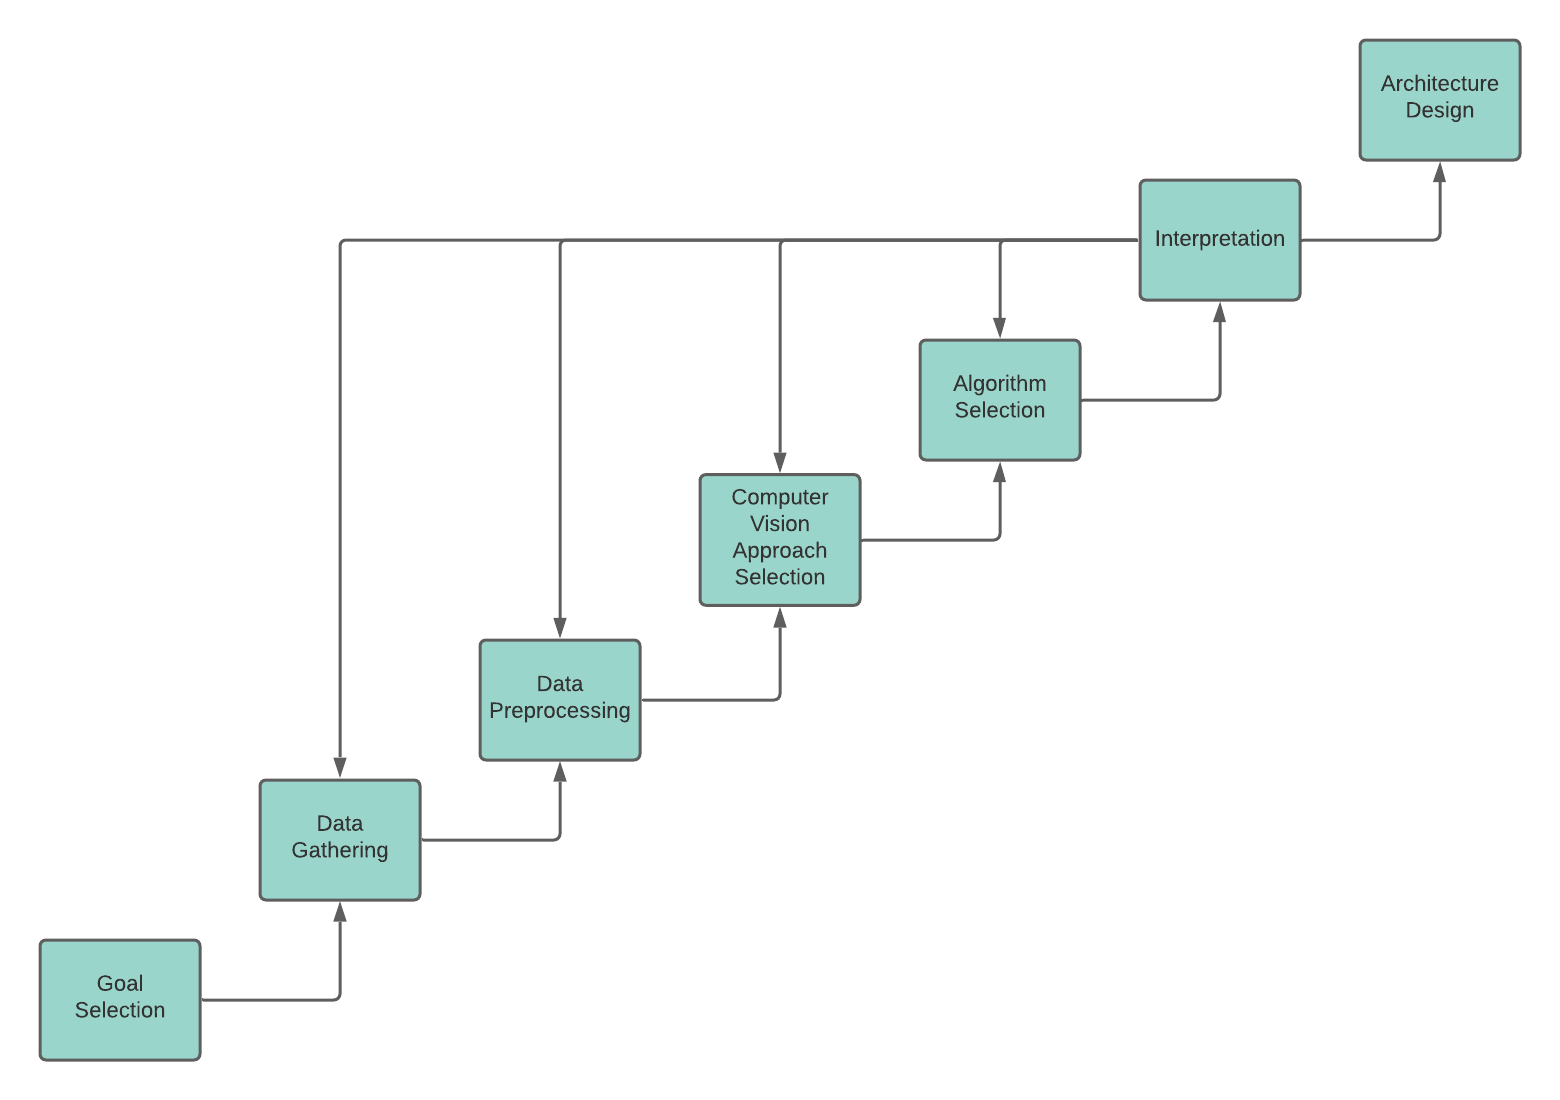 Architecture
Design
Interpretation
Algorithm
Selection
Computer
Vision
Approach
Selection
Data
Preprocessing
Data
Gathering
Goal
Selection